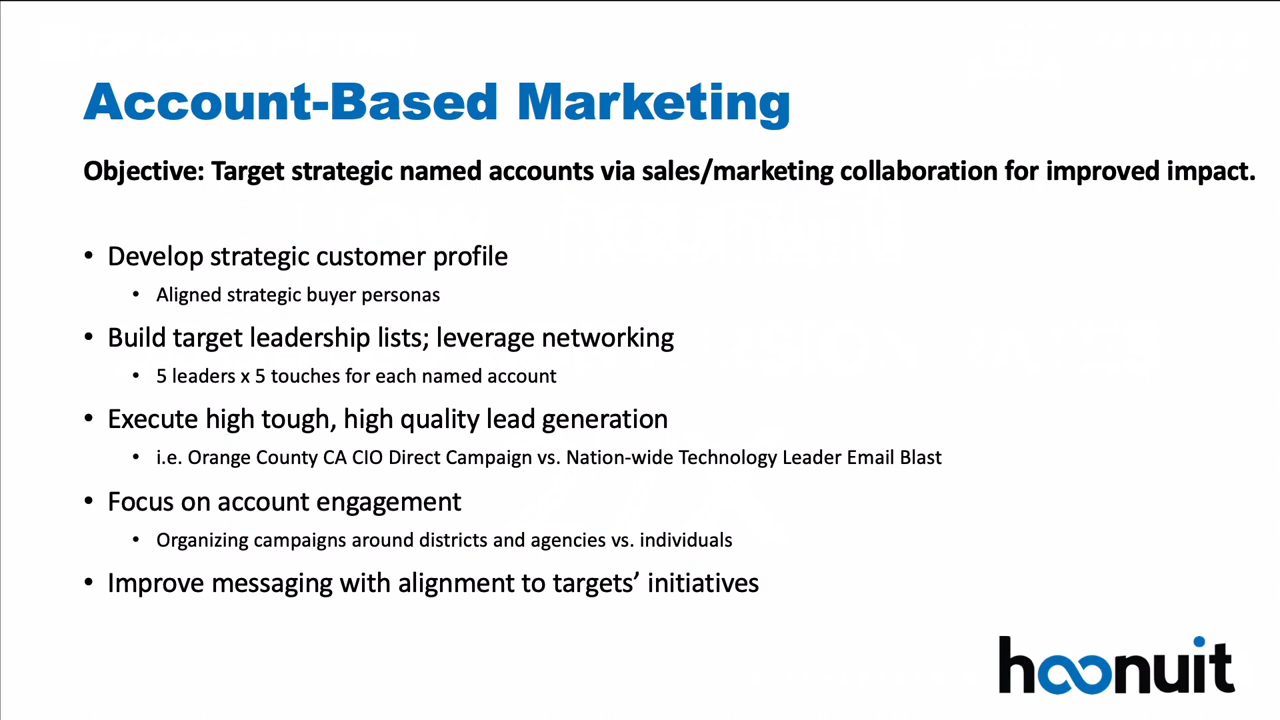 Account-Based Marketing
Objective: Target strategic named accounts via sales/marketing collaboration for improved impact.
• Develop strategic customer profile
• Aligned strategic buyer personas
• Build target leadership lists; leverage networking
• 5 leaders x 5 touches for each named account
• Execute high tough, high quality lead generation
• i.e. Orange County CA CIO Direct Campaign vs. Nation-wide Technology Leader Email Blast
• Focus on account engagement
• Organizing campaigns around districts and agencies vs. individuals
• Improve messaging with alignment to targets’ initiatives
hoonuit